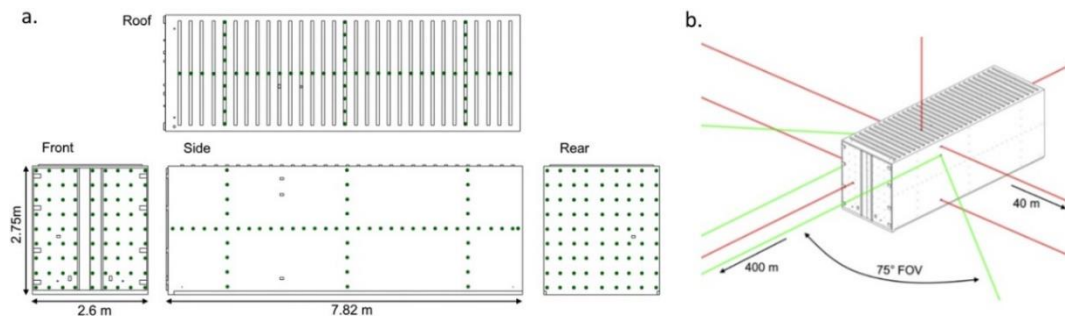 a.
Roof
b.
Front
Side
Rear
2.75m
2.6 m
7.82 m
40 m
400 m
75° FOV